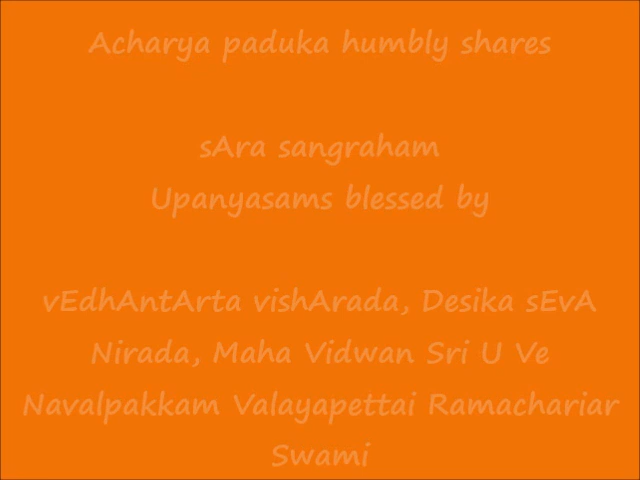 Acharya paduka humbly shares
sAra sangraham
Upanyasams blessed by
vEdhAntArta vishArada, Desika sEvA
Nirada, Maha Vidwan Sri U Ve
Navalpakkam Valayapettai Ramachariar
Swami